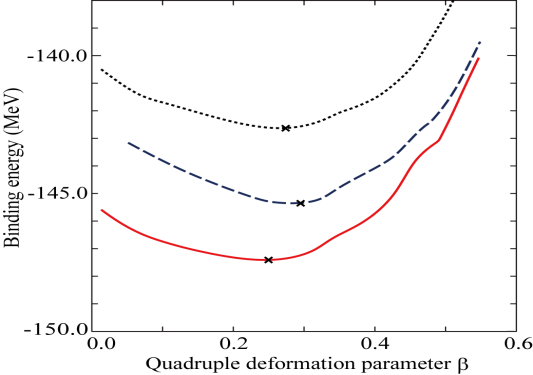 -140.0
-145.0
-150.0
Binding energy (MeV)
0.0 0.2 0.4 0.6
Quadruple deformation parameter β